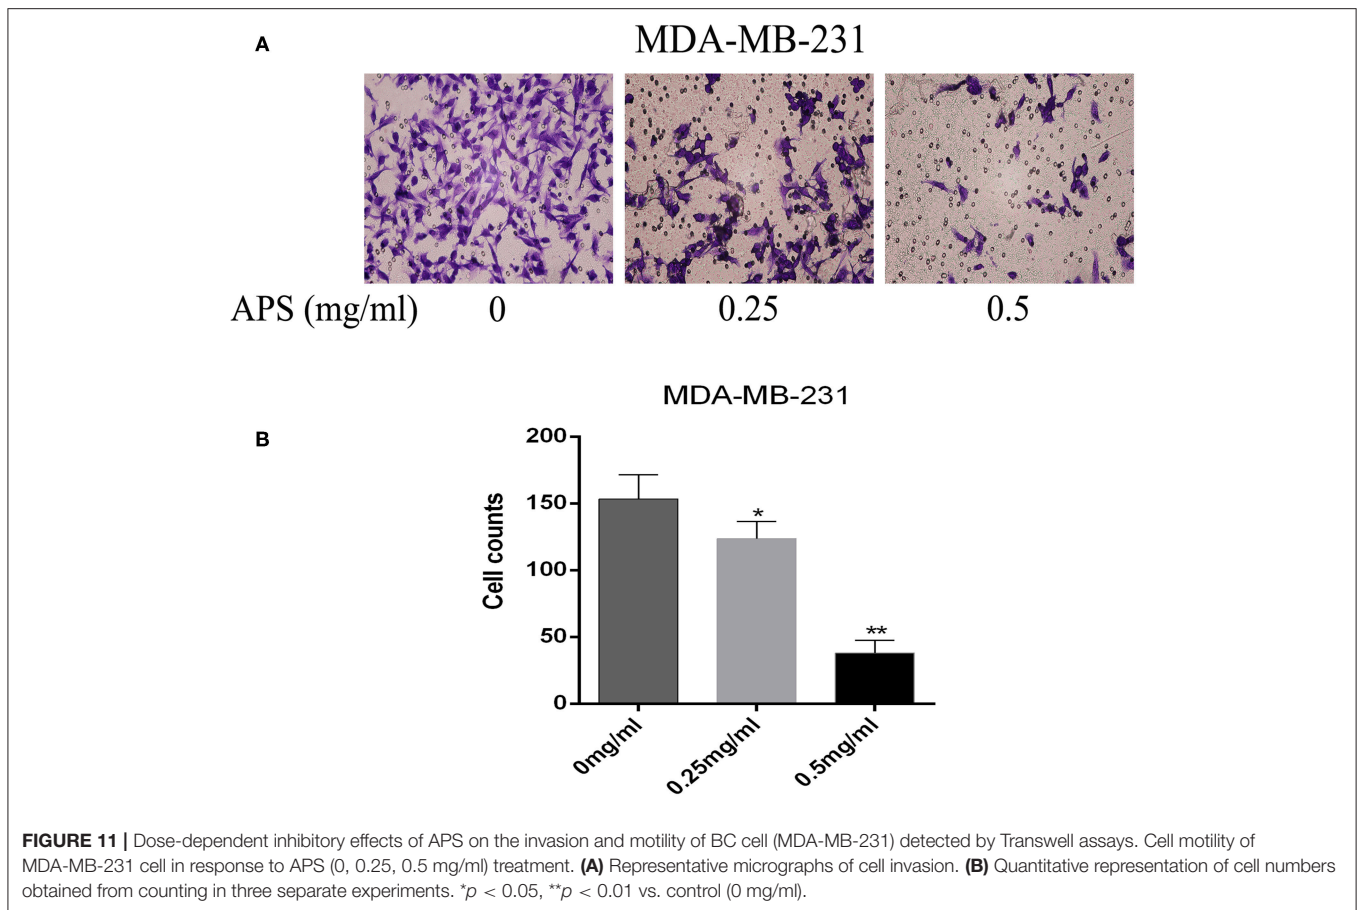 A
MDA-MB-231
APS (mg/ml) 0 0.25 0.5
MDA-MB-231
B
200
150
100
50
0
Cell counts
*
**
0mg/ml
0.25mg/ml
0.5mg/ml
FIGURE 11 | Dose-dependent inhibitory effects of APS on the invasion and motility of BC cell (MDA-MB-231) detected by Transwell assays. Cell motility of
MDA-MB-231 cell in response to APS (0, 0.25, 0.5 mg/ml) treatment. (A) Representative micrographs of cell invasion. (B) Quantitative representation of cell numbers
obtained from counting in three separate experiments. *p < 0.05, **p < 0.01 vs. control (0 mg/ml).